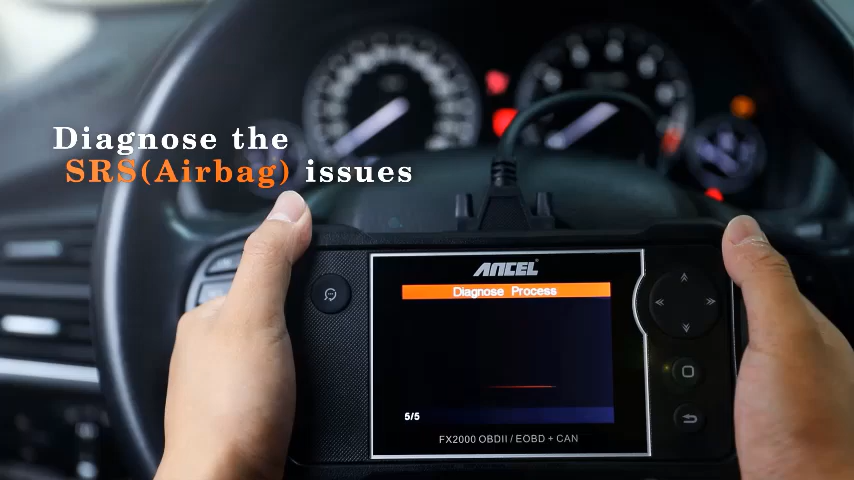 Diagnose the
SRS(Airbag) issues
ANCEL®
Diagnose Process
5/5
FX2000 OBDII / EOBD + CAN